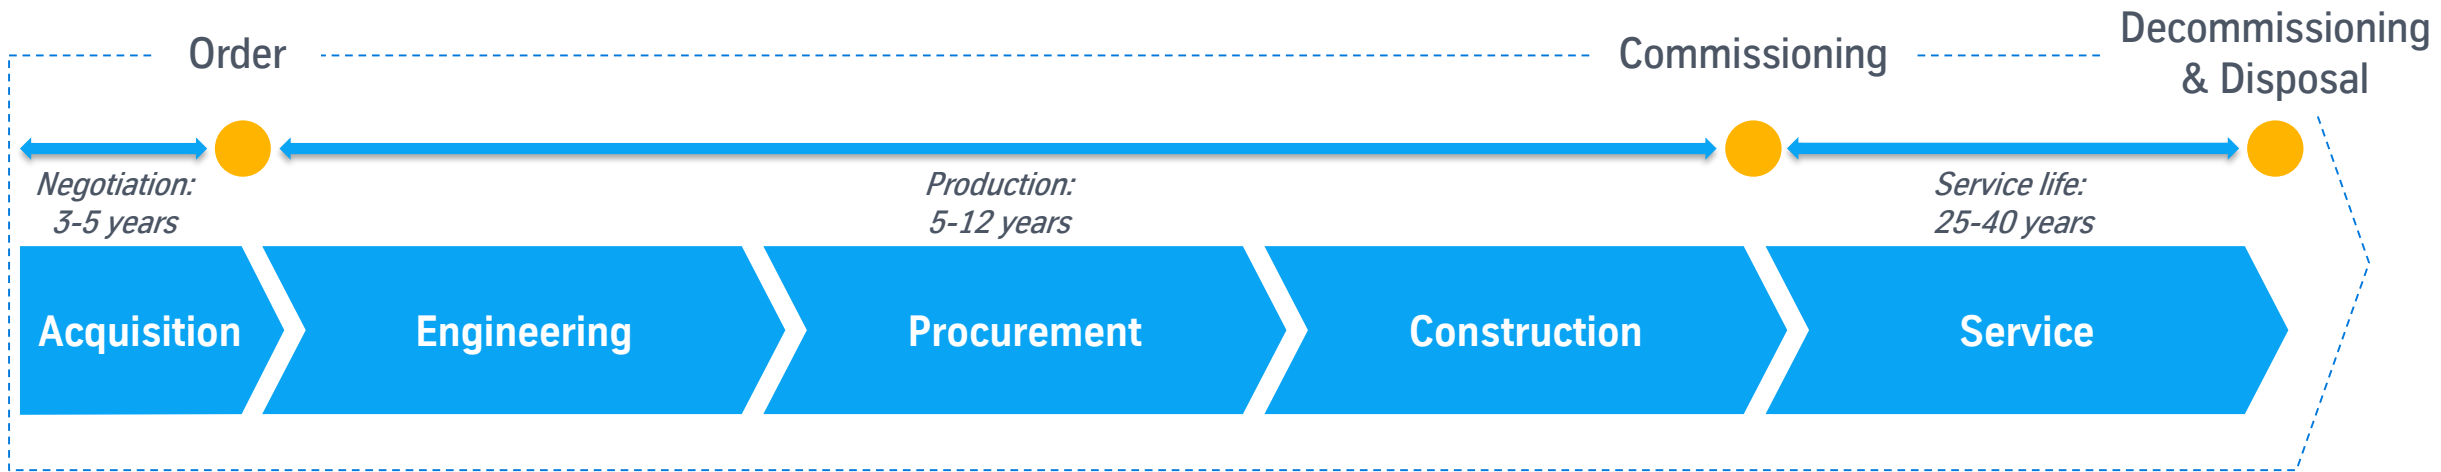 Order
Commissioning
Decommissioning
& Disposal
Negotiation:
3-5 years
Production:
5-12 years
Service life:
25-40 years
Acquisition
Engineering
Procurement
Construction
Service